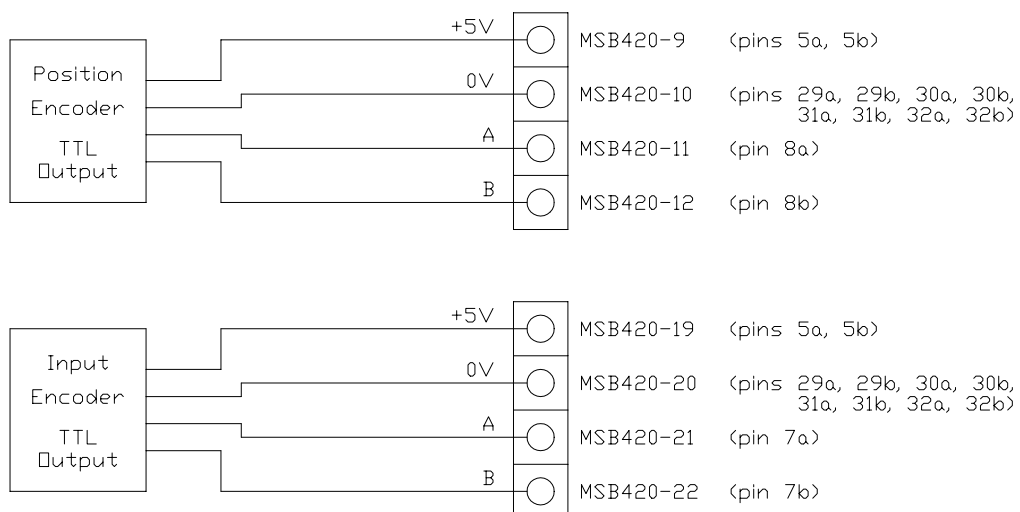 +5V
MSB420-9 (pins 5a, 5b)
Position
Encoder
TTL
Output
0V
MSB420-10 (pins 29a, 29b, 30a, 30b,
31a, 31b, 32a, 32b)
A
MSB420-11 (pin 8a)
B
MSB420-12 (pin 8b)
+5V
MSB420-19 (pins 5a, 5b)
Input
Encoder
TTL
Output
0V
MSB420-20 (pins 29a, 29b, 30a, 30b,
31a, 31b, 32a, 32b)
A
MSB420-21 (pin 7a)
B
MSB420-22 (pin 7b)